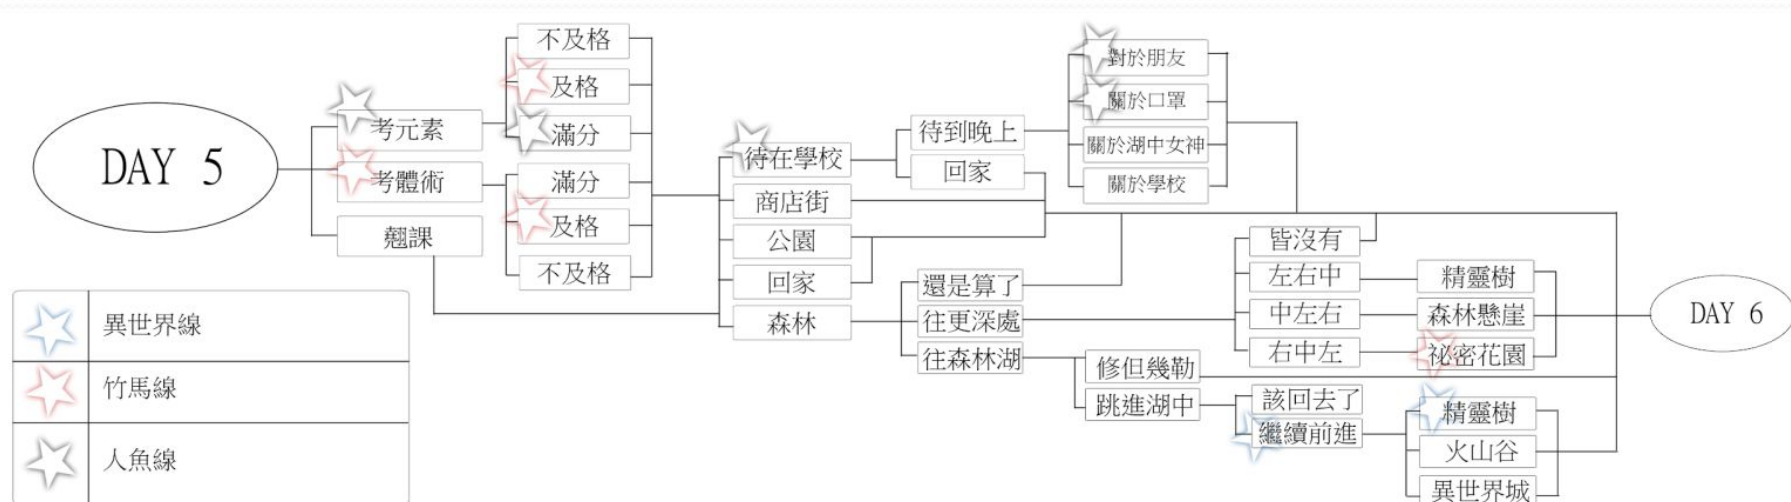 DAY 5
考元素
考體術
翹課
不及格
及格
滿分
滿分
及格
不及格
待在學校
商店街
公園
回家
森林
待到晚上
回家
對於朋友
關於口罩
關於湖中女神
關於學校
還是算了
往更深處
往森林湖
皆沒有
左右中
中左右
右中左
精靈樹
森林懸崖
祕密花園
修但幾勒
跳進湖中
該回去了
繼續前進
精靈樹
火山谷
異世界城
DAY 6
異世界線
竹馬線
人魚線